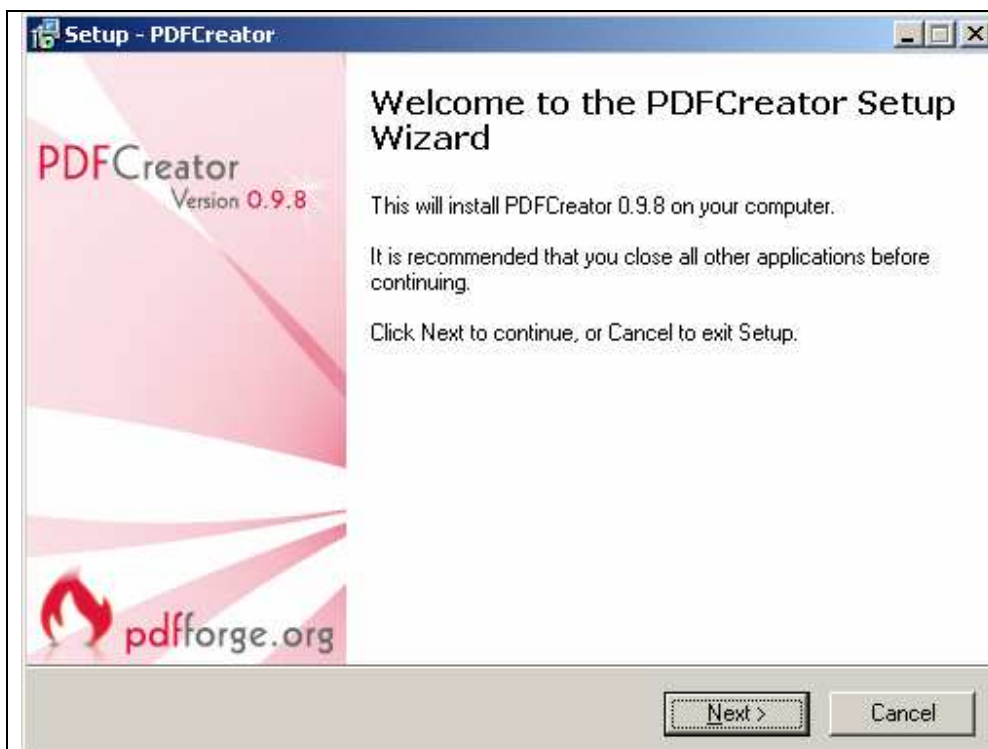 Setup - PDFCreator
PDFCreator
Version 0.9.8
pdfforge.org
Welcome to the PDFCreator Setup
Wizard
This will install PDFCreator 0.9.8 on your computer.
It is recommended that you close all other applications before
continuing.
Click Next to continue, or Cancel to exit Setup.
Next >
Cancel